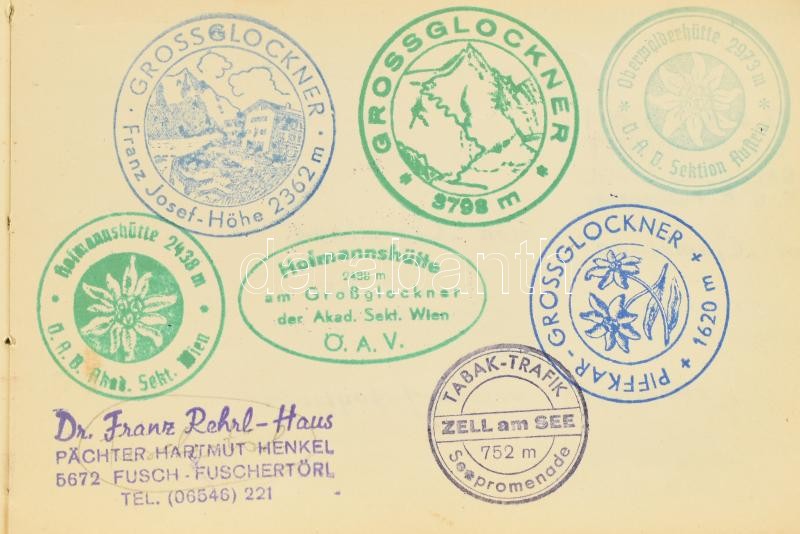 GROSSGLOCKNER
Franz Josef-Höhe 2362 m
GROSSGLOCKNER
* 3798 m *
Oberwalderhütte 2973 m
Ö. A. V. Sektion Austria
Hofmannshütte 2438 m
Ö. A. V. Akad. Sekt. Wien
Hofmannshütte
2438 m
am Großglockner
der Akad. Sekt. Wien
Ö. A. V.
PIFFKAR-GROSSGLOCKNER + 1620 m +
TABAK-TRAFIK
ZELL am SEE
752 m
Seepromenade
Dr. Franz Rehrl-Haus
PÄCHTER HARTMUT HENKEL
5672 FUSCH - FUSCHERTÖRL
TEL. (06546) 221
darabanth